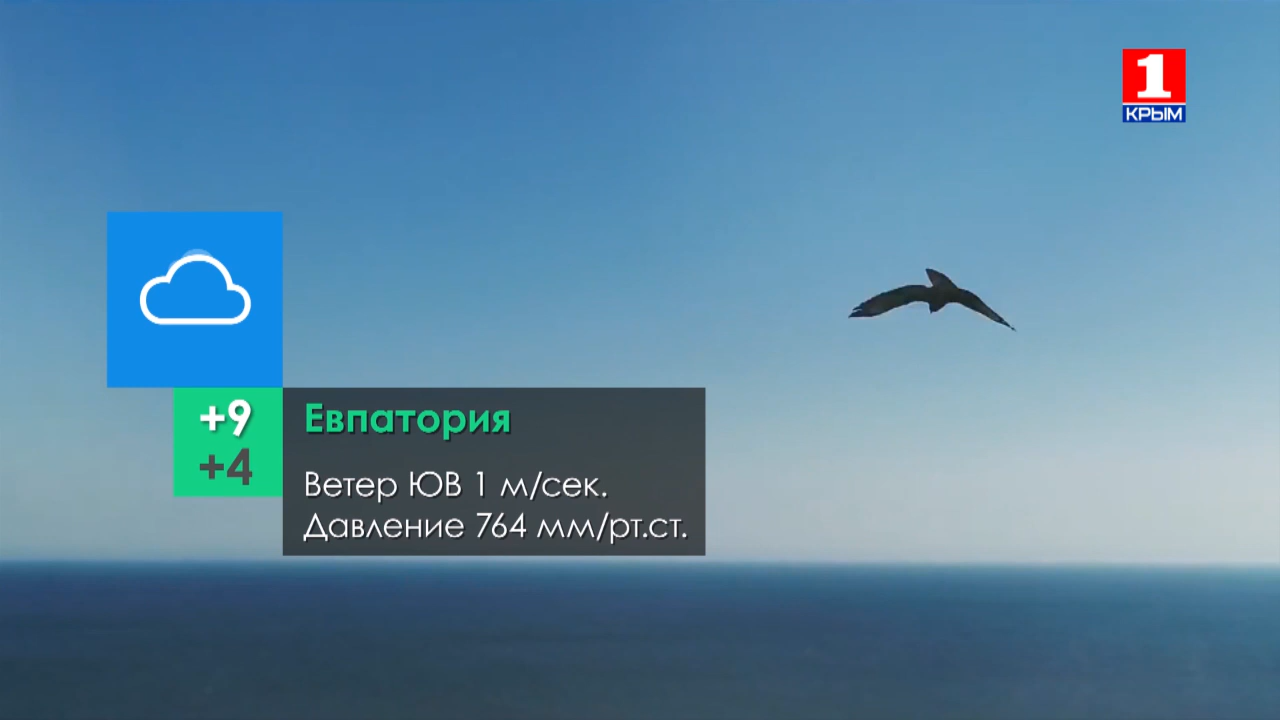 1
КРЫМ
+9
+4
Евпатория
Ветер ЮВ 1 м/сек.
Давление 764 мм/рт.ст.